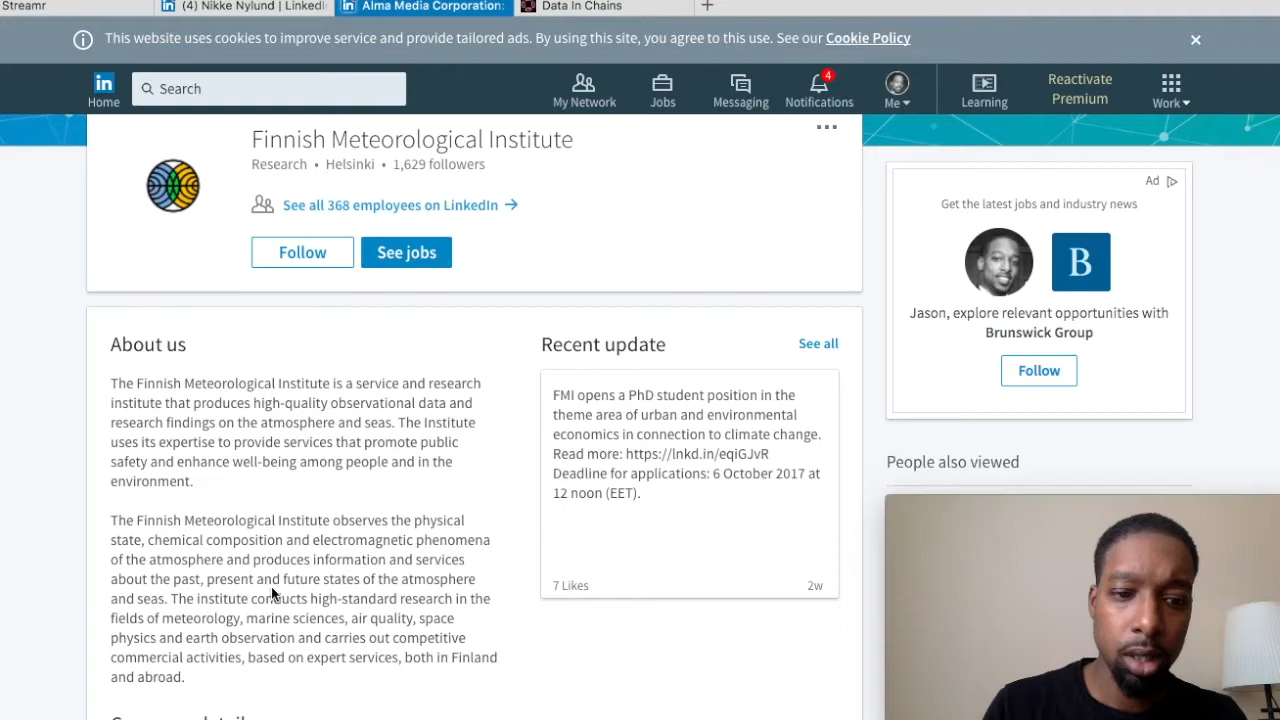 Streamr
(4) Nikke Nylund | LinkedI
Alma Media Corporation:
Data In Chains
This website uses cookies to improve service and provide tailored ads. By using this site, you agree to this use. See our Cookie Policy
in
Home
Search
My Network
Jobs
Messaging
4
Notifications
Me
Learning
Reactivate
Premium
Work
Finnish Meteorological Institute
Research • Helsinki • 1,629 followers
See all 368 employees on LinkedIn
Follow
See jobs
Ad
Get the latest jobs and industry news
B
Jason, explore relevant opportunities with
Brunswick Group
Follow
About us
The Finnish Meteorological Institute is a service and research
institute that produces high-quality observational data and
research findings on the atmosphere and seas. The Institute
uses its expertise to provide services that promote public
safety and enhance well-being among people and in the
environment.
The Finnish Meteorological Institute observes the physical
state, chemical composition and electromagnetic phenomena
of the atmosphere and produces information and services
about the past, present and future states of the atmosphere
and seas. The institute conducts high-standard research in the
fields of meteorology, marine sciences, air quality, space
physics and earth observation and carries out competitive
commercial activities, based on expert services, both in Finland
and abroad.
Recent update
See all
FMI opens a PhD student position in the
theme area of urban and environmental
economics in connection to climate change.
Read more: https://lnkd.in/eqiGJvR
Deadline for applications: 6 October 2017 at
12 noon (EET).
7 Likes
2w
People also viewed